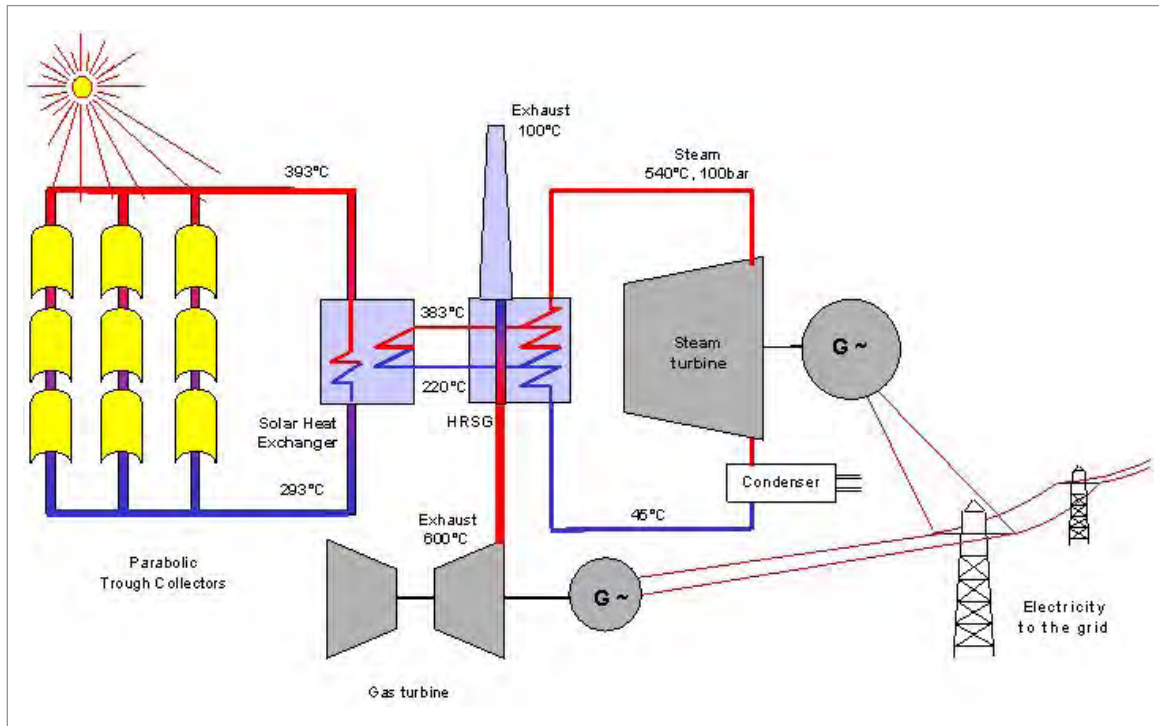 Exhaust
100°C
Steam
540°C, 100bar
393°C
383°C
Steam
turbine
G ~
220°C
Solar Heat
Exchanger
HRSG
Condenser
293°C
45°C
Exhaust
600°C
Parabolic
Trough Collectors
G ~
Electricity
to the grid
Gas turbine